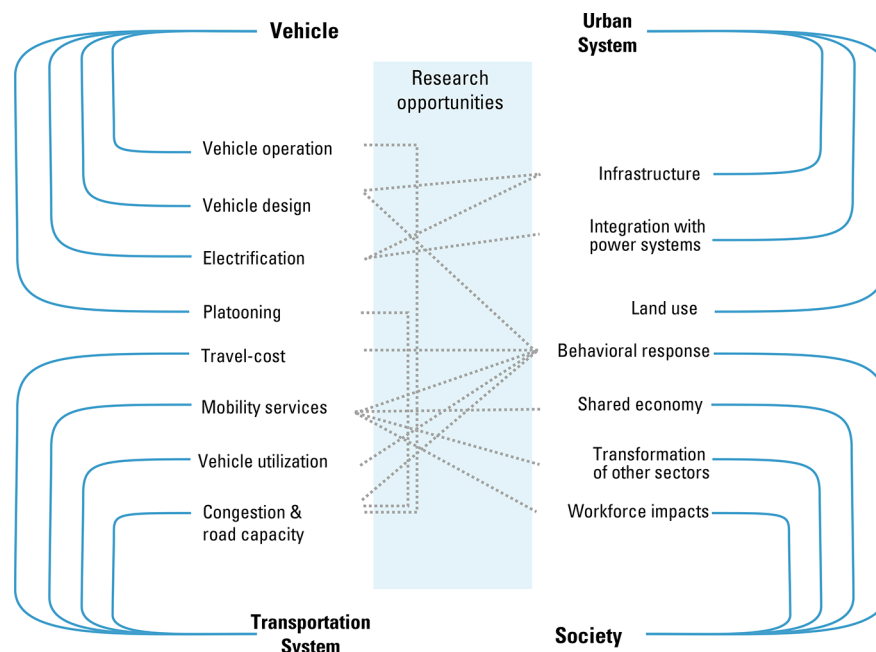 Vehicle
Urban
System
Research
opportunities
Vehicle operation
Vehicle design
Electrification
Platooning
Travel-cost
Mobility services
Vehicle utilization
Congestion &
road capacity
Infrastructure
Integration with
power systems
Land use
Behavioral response
Shared economy
Transformation
of other sectors
Workforce impacts
Transportation
System
Society